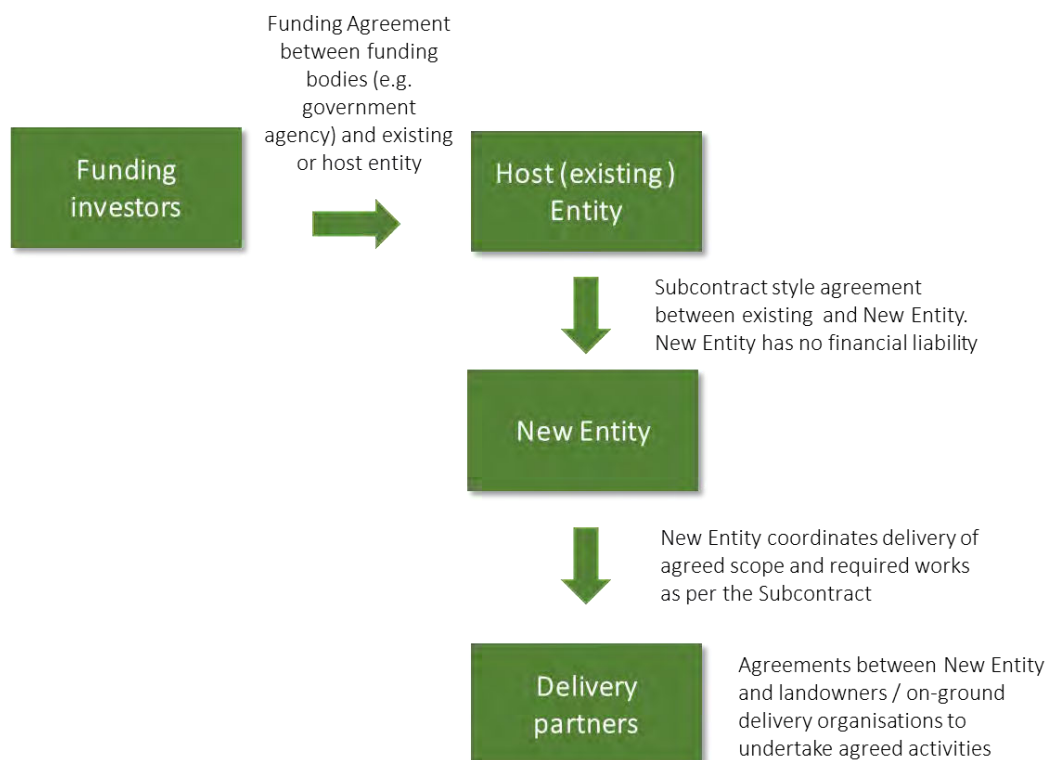 Funding Agreement
between funding
bodies (e.g.
government
agency) and existing
or host entity
Funding
investors
Host (existing )
Entity
Subcontract style agreement
between existing  and New Entity.
New Entity has no financial liability
New Entity
New Entity coordinates delivery of
agreed scope and required works
as per the Subcontract
Delivery
partners
Agreements between New Entity
and landowners / on-ground
delivery organisations to
undertake agreed activities